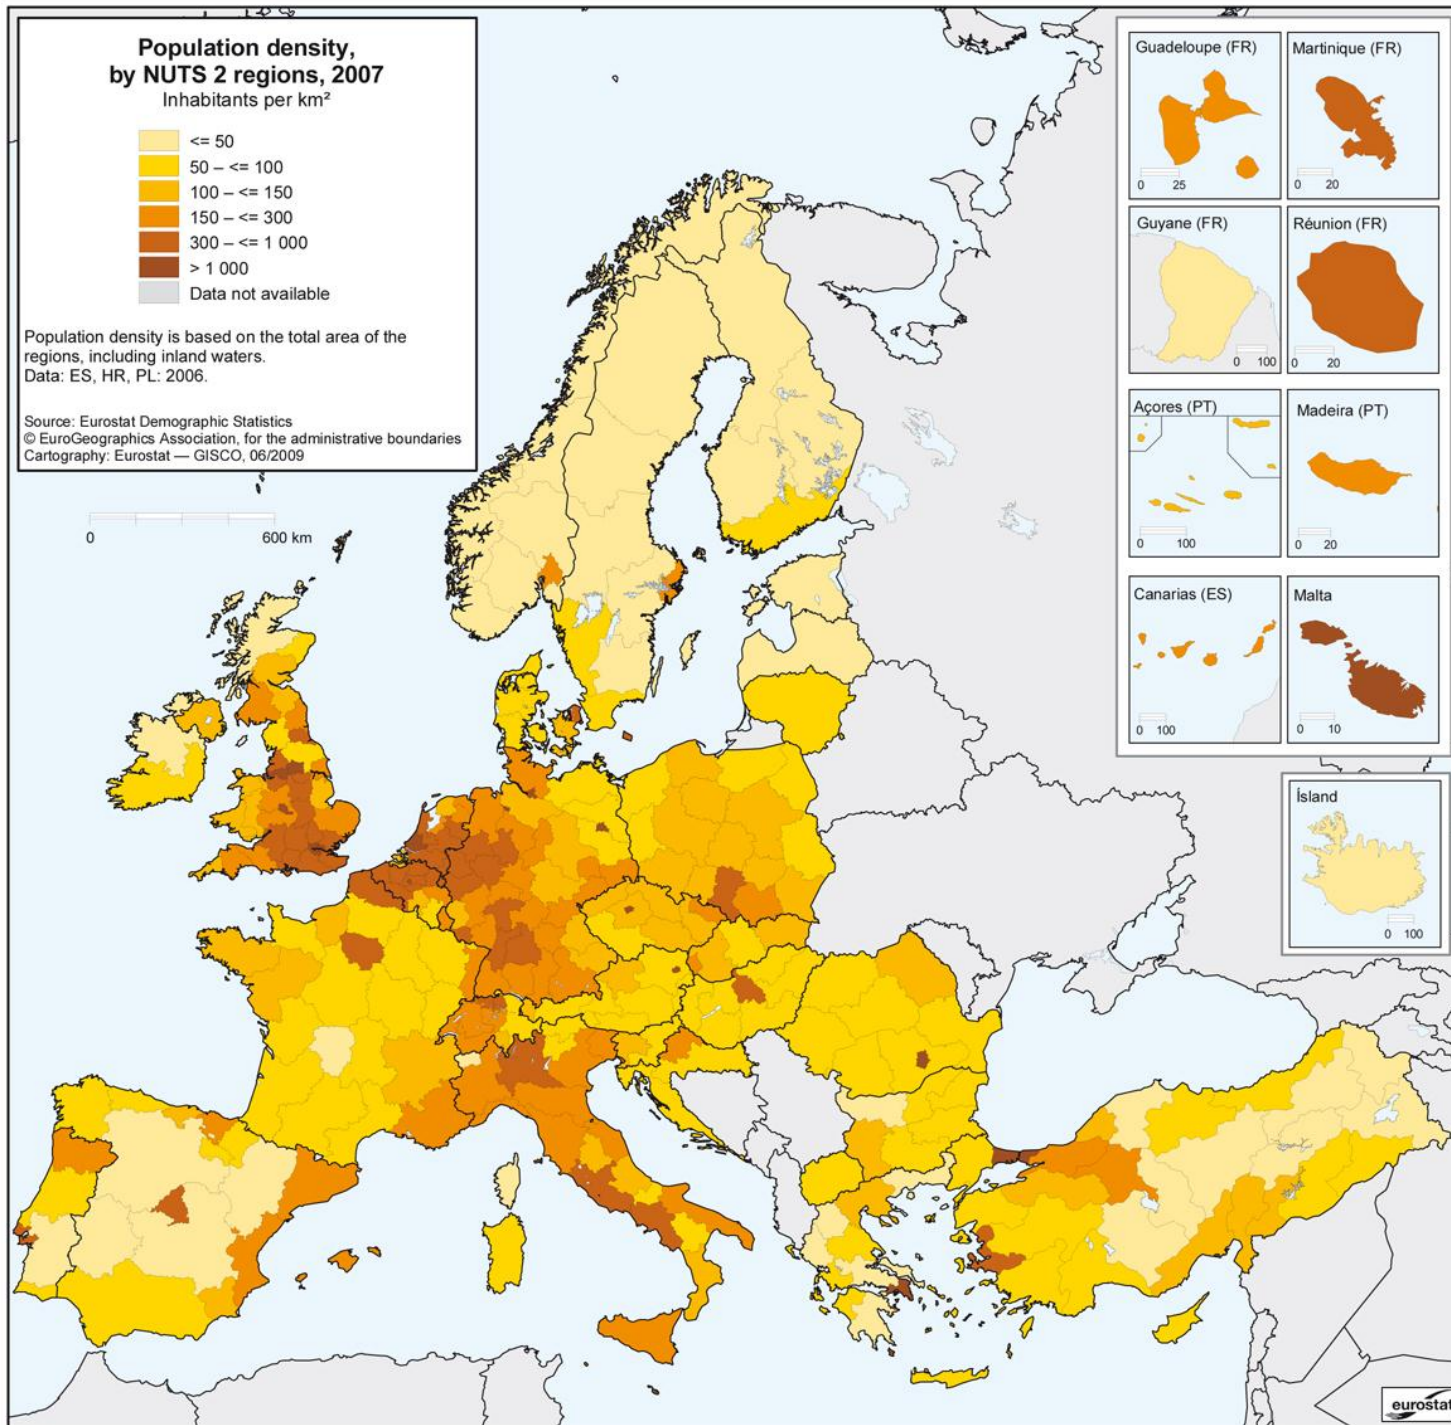 Population density,
by NUTS 2 regions, 2007
Inhabitants per km²
<= 50
50 – <= 100
100 – <= 150
150 – <= 300
300 – <= 1 000
> 1 000
Data not available
Population density is based on the total area of the
regions, including inland waters.
Data: ES, HR, PL: 2006.
Source: Eurostat Demographic Statistics
© EuroGeographics Association, for the administrative boundaries
Cartography: Eurostat — GISCO, 06/2009
0 600 km
Guadeloupe (FR)
0 25
Martinique (FR)
0 20
Guyane (FR)
0 100
Réunion (FR)
0 20
Açores (PT)
0 100
Madeira (PT)
0 20
Canarias (ES)
0 100
Malta
0 10
Ísland
0 100
eurostat